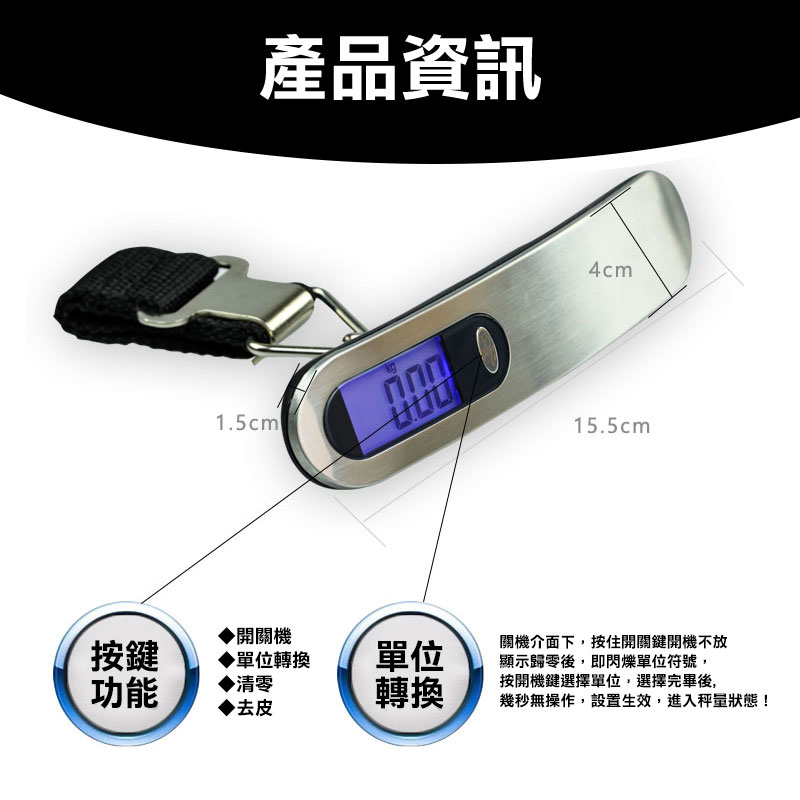 產品資訊
4cm
kg
0.00
1.5cm
15.5cm
按鍵
功能
◆開關機
◆單位轉換
◆清零
◆去皮
單位
轉換
關機介面下，按住開關鍵開機不放
顯示歸零後，即閃爍單位符號，
按開機鍵選擇單位，選擇完畢後，
幾秒無操作，設置生效，進入秤量狀態！